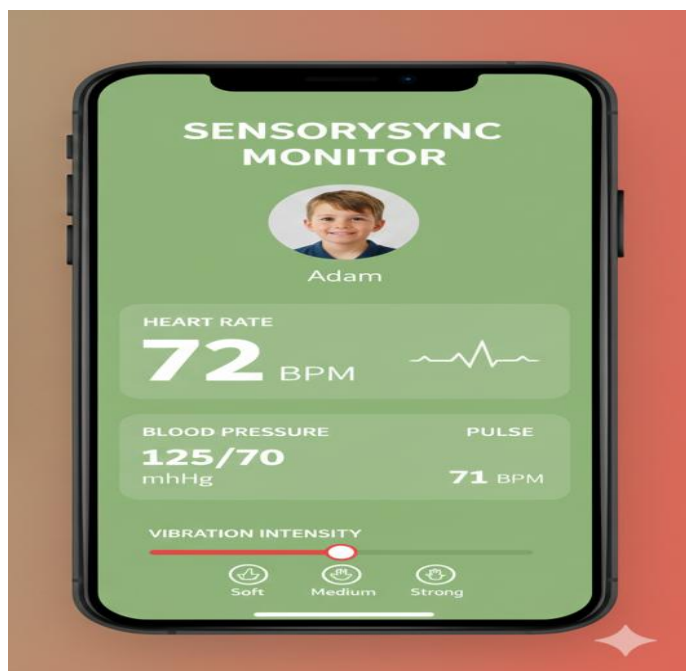 SENSORYSYNC
MONITOR
Adam
HEART RATE
72 BPM
BLOOD PRESSURE PULSE
125/70
mhHg 71 BPM
VIBRATION INTENSITY
Soft Medium Strong